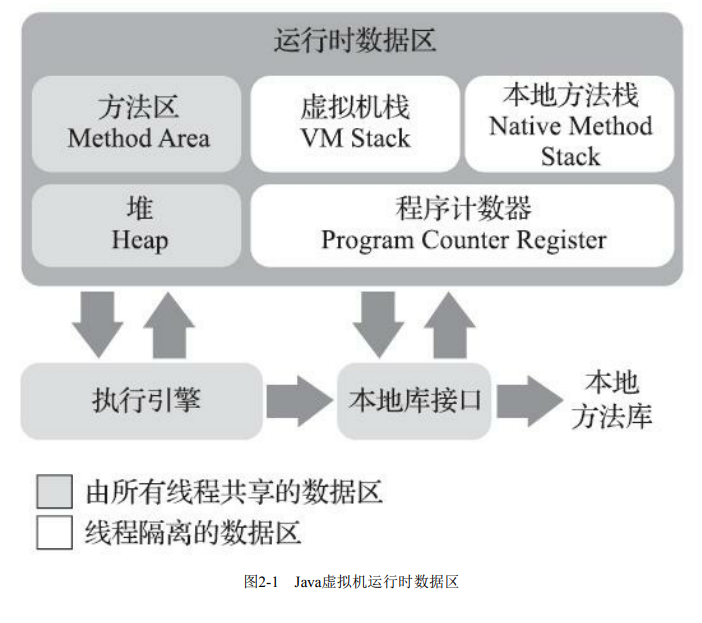 运行时数据区
方法区
Method Area
虚拟机栈
VM Stack
本地方法栈
Native Method
Stack
堆
Heap
程序计数器
Program Counter Register
执行引擎
本地库接口
本地
方法库
由所有线程共享的数据区
线程隔离的数据区
图2-1 Java虚拟机运行时数据区